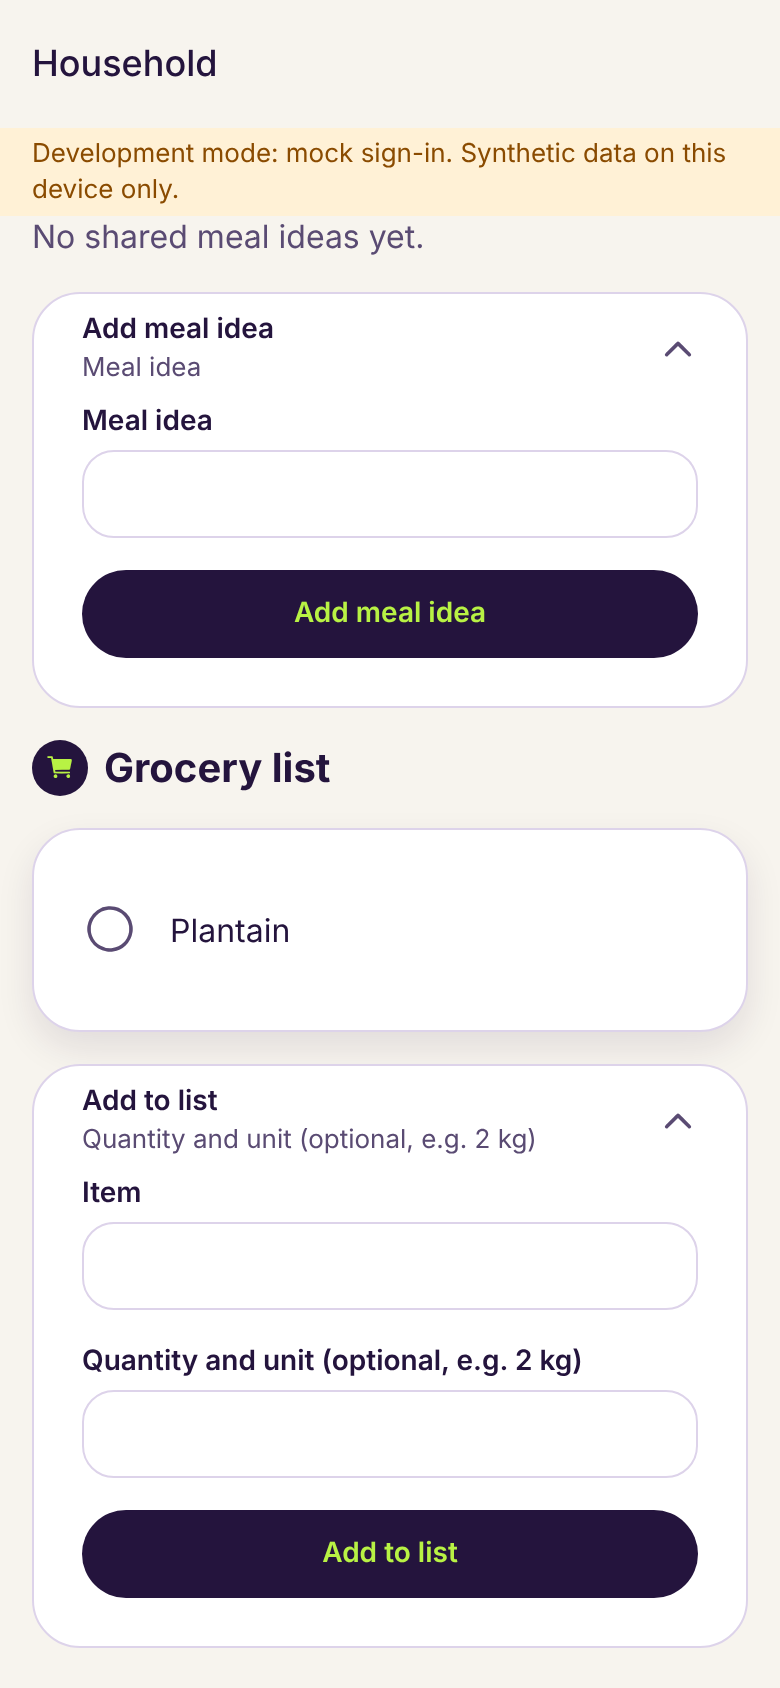 Household
Development mode: mock sign-in. Synthetic data on this
device only.
No shared meal ideas yet.
Add meal idea
Meal idea
Meal idea
Add meal idea
Grocery list
Plantain
Add to list
Quantity and unit (optional, e.g. 2 kg)
Item
Quantity and unit (optional, e.g. 2 kg)
Add to list